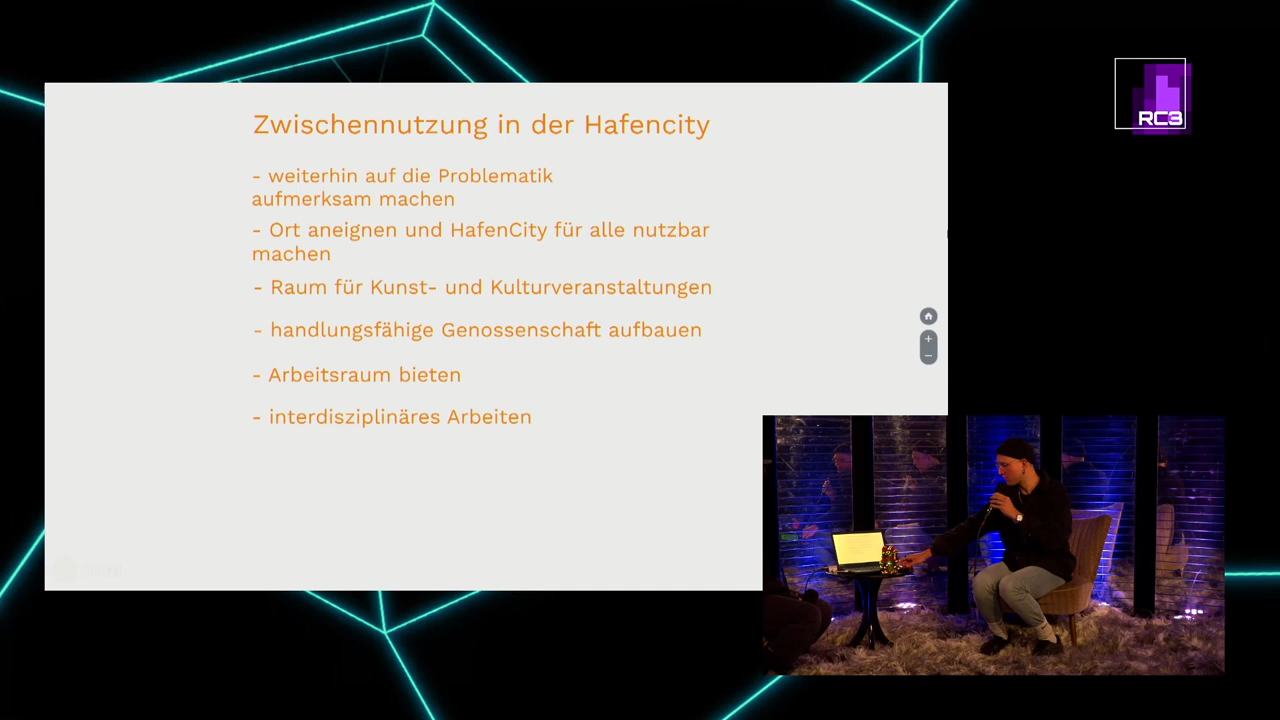 Zwischennutzung in der Hafencity
- weiterhin auf die Problematik
aufmerksam machen
- Ort aneignen und HafenCity für alle nutzbar
machen
- Raum für Kunst- und Kulturveranstaltungen
- handlungsfähige Genossenschaft aufbauen
- Arbeitsraum bieten
- interdisziplinäres Arbeiten
RC3